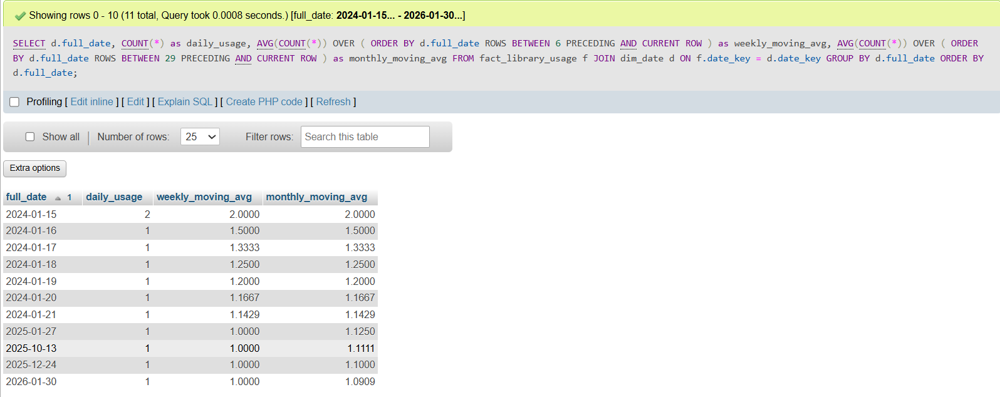 Showing rows 0 - 10 (11 total, Query took 0.0008 seconds.) [full_date: 2024-01-15... - 2026-01-30...]
SELECT d.full_date, COUNT(*) as daily_usage, AVG(COUNT(*)) OVER ( ORDER BY d.full_date ROWS BETWEEN 6 PRECEDING AND CURRENT ROW ) as weekly_moving_avg, AVG(COUNT(*)) OVER ( ORDER
BY d.full_date ROWS BETWEEN 29 PRECEDING AND CURRENT ROW ) as monthly_moving_avg FROM fact_library_usage f JOIN dim_date d ON f.date_key = d.date_key GROUP BY d.full_date ORDER BY
d.full_date;
Profiling [ Edit inline ] [ Edit ] [ Explain SQL ] [ Create PHP code ] [ Refresh ]
Show all | Number of rows: 25 Filter rows: Search this table
Extra options
full_date 1 daily_usage weekly_moving_avg monthly_moving_avg
2024-01-15 2 2.0000 2.0000
2024-01-16 1 1.5000 1.5000
2024-01-17 1 1.3333 1.3333
2024-01-18 1 1.2500 1.2500
2024-01-19 1 1.2000 1.2000
2024-01-20 1 1.1667 1.1667
2024-01-21 1 1.1429 1.1429
2025-01-27 1 1.0000 1.1250
2025-10-13 1 1.0000 1.1111
2025-12-24 1 1.0000 1.1000
2026-01-30 1 1.0000 1.0909